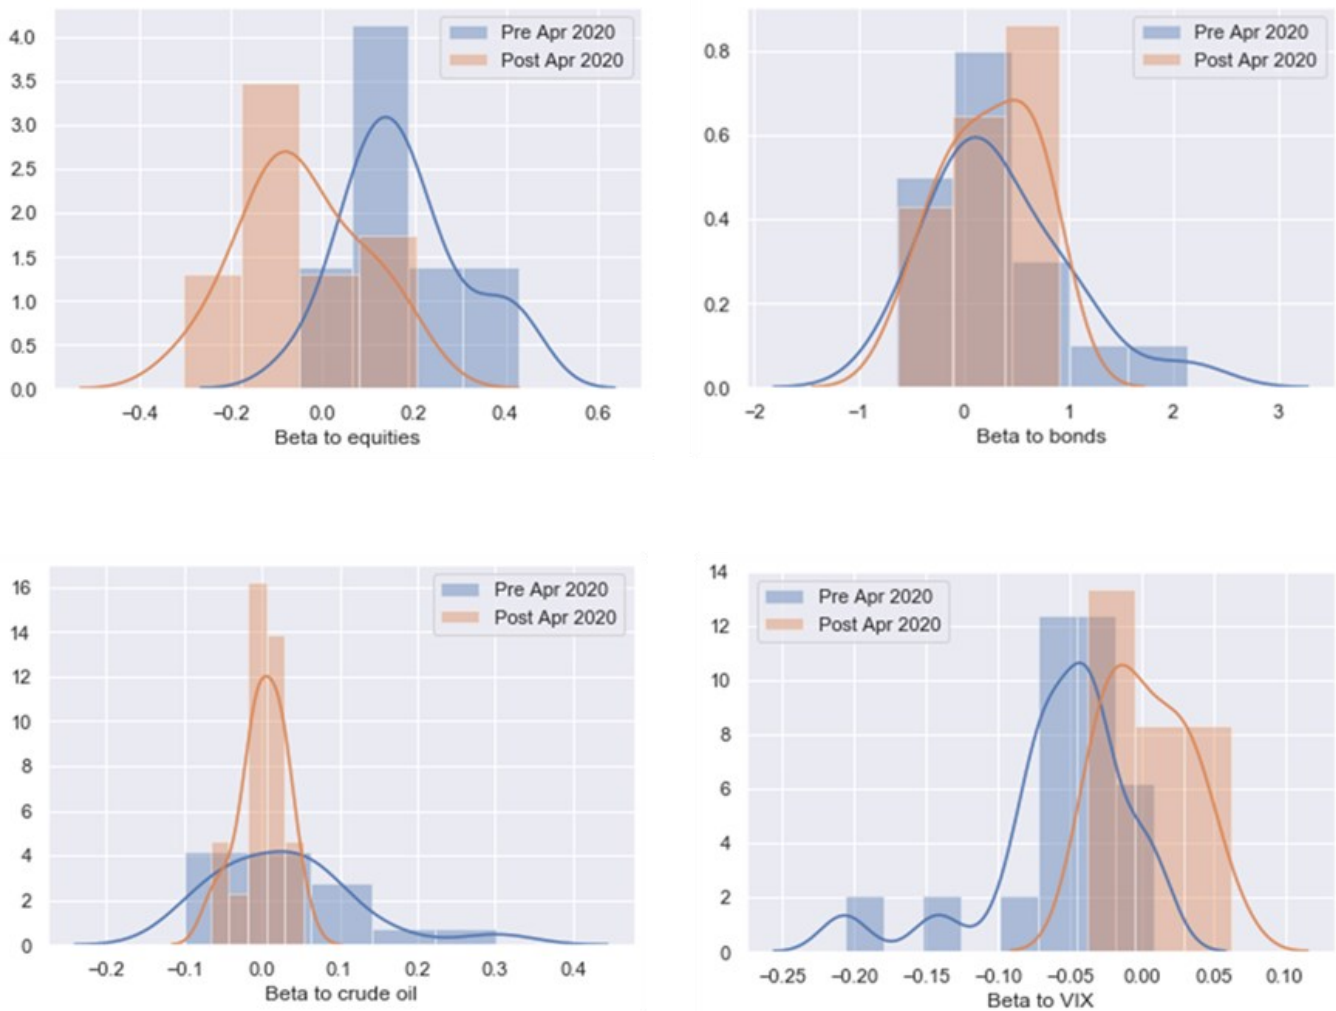 Pre Apr 2020
Post Apr 2020
4.0
3.5
3.0
2.5
2.0
1.5
1.0
0.5
0.0
−0.4 −0.2 0.0 0.2 0.4 0.6
Beta to equities
Pre Apr 2020
Post Apr 2020
0.8
0.6
0.4
0.2
0.0
−2 −1 0 1 2 3
Beta to bonds
Pre Apr 2020
Post Apr 2020
16
14
12
10
8
6
4
2
0
−0.2 −0.1 0.0 0.1 0.2 0.3 0.4
Beta to crude oil
Pre Apr 2020
Post Apr 2020
14
12
10
8
6
4
2
0
−0.25 −0.20 −0.15 −0.10 −0.05 0.00 0.05 0.10
Beta to VIX